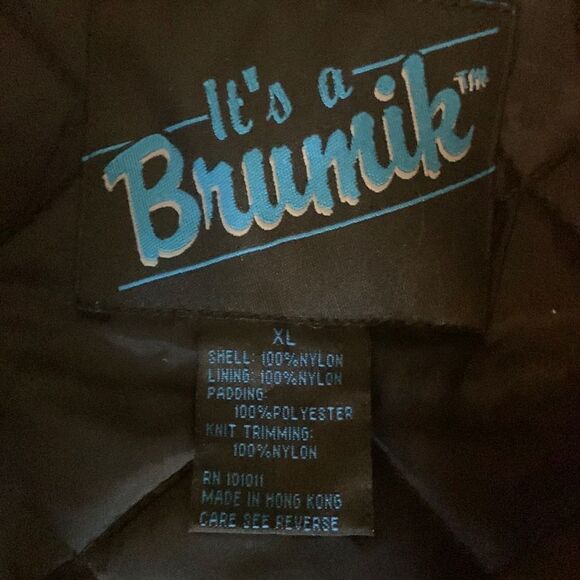 It's a
Brumik™
XL
SHELL: 100%NYLON
LINING: 100%NYLON
PADDING:
100%POLYESTER
KNIT TRIMMING:
100%NYLON
RN 101011
MADE IN HONG KONG
CARE SEE REVERSE